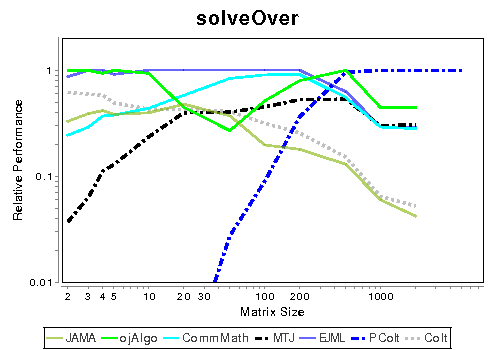 solveOver
Relative Performance
1
0.1
0.01
2 3 4 5 10 20 30 100 200 1000
Matrix Size
JAMA ojAlgo CommMath MTJ EJML PColt Colt